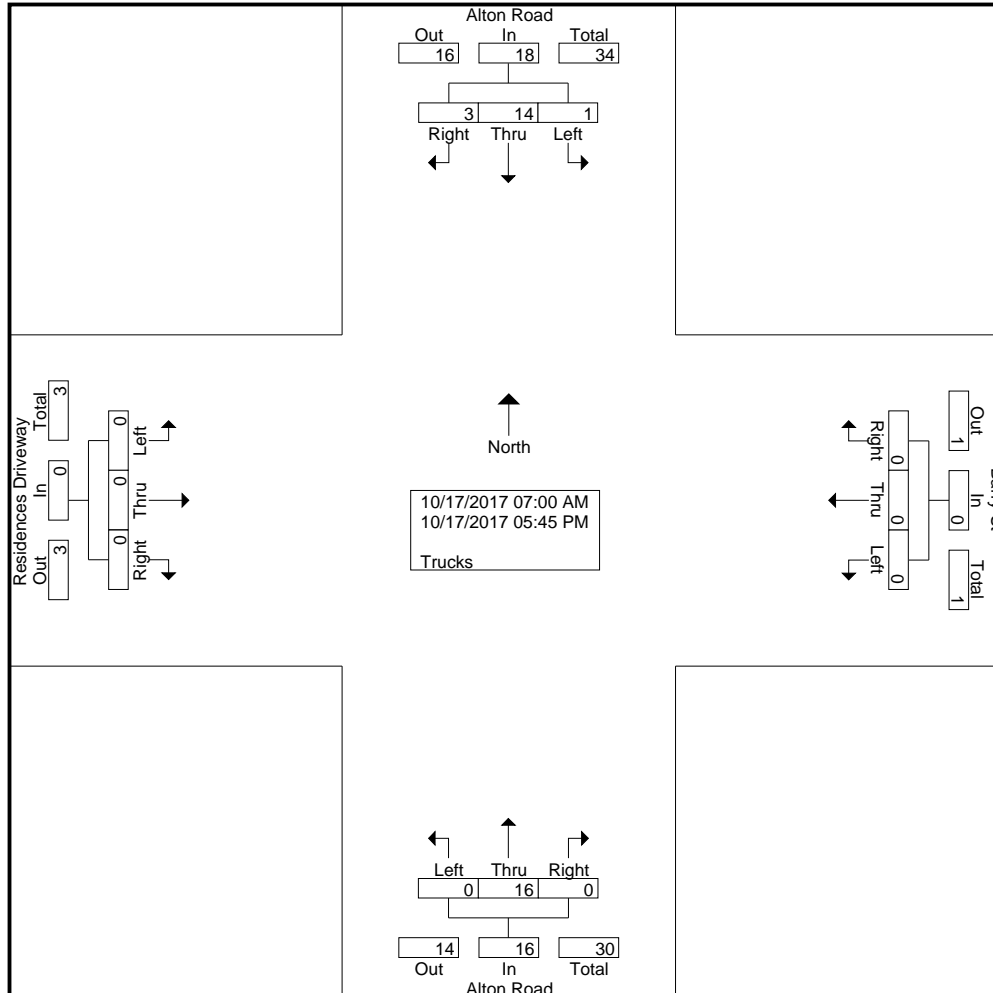 Alton Road
Out In Total
16 18 34
3 14 1
Right Thru Left
Residences Driveway
Total In Out
3 0 3
0 0 0
Left Thru Right
North
10/17/2017 07:00 AM
10/17/2017 05:45 PM
Trucks
Right Thru Left
0 0 0
Out In Total
1 0 1
Left Thru Right
0 16 0
14 16 30
Out In Total
Alton Road